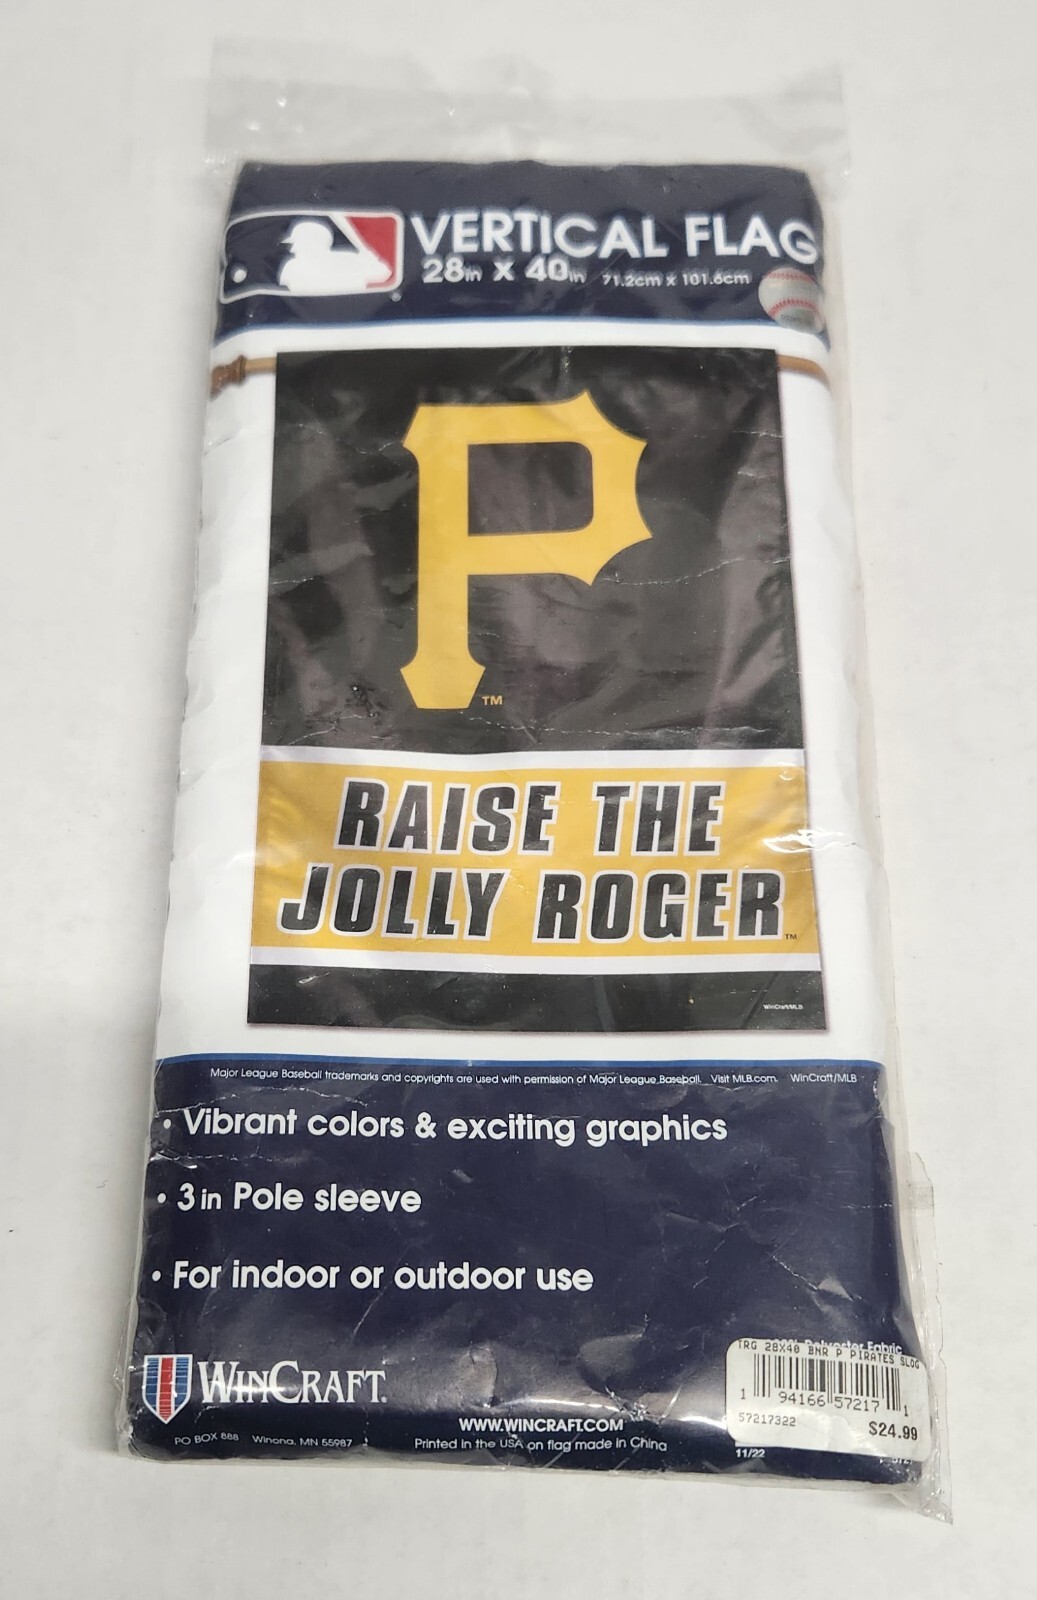 VERTICAL FLAG
28in x 40in 71.2cm x 101.6cm
P
TM
RAISE THE
JOLLY ROGER
TM
WinCraft/MLB
Major League Baseball trademarks and copyrights are used with permission of Major League Baseball. Visit MLB.com. WinCraft/MLB
• Vibrant colors & exciting graphics
• 3 in Pole sleeve
• For indoor or outdoor use
Polyester Fabric
TRG 28X40 BNR P PIRATES SLOG
1 94166 57217 1
57217322
$24.99
WINCRAFT
WWW.WINCRAFT.COM
PO BOX 888 Winona, MN 55987
Printed in the USA on flag made in China
11/22